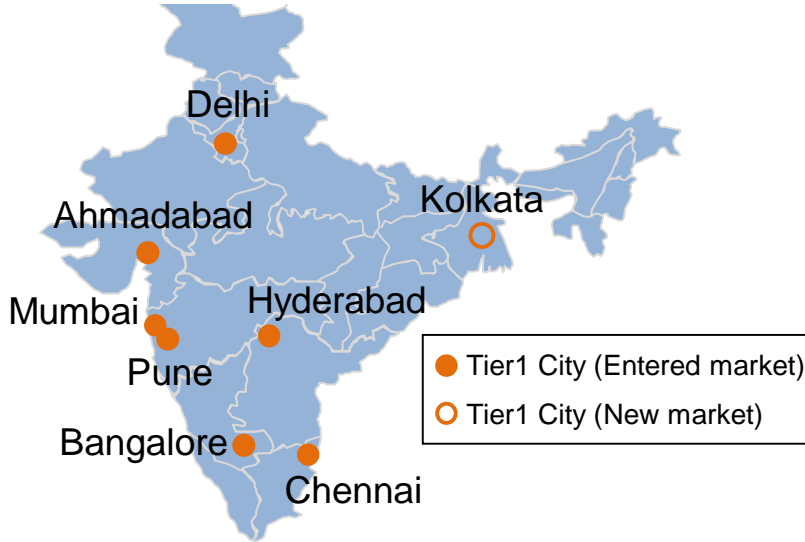 Delhi
Kolkata
Ahmadabad
Hyderabad
Mumbai
Pune
Tier1 City (Entered market)
Tier1 City (New market)
Bangalore
Chennai